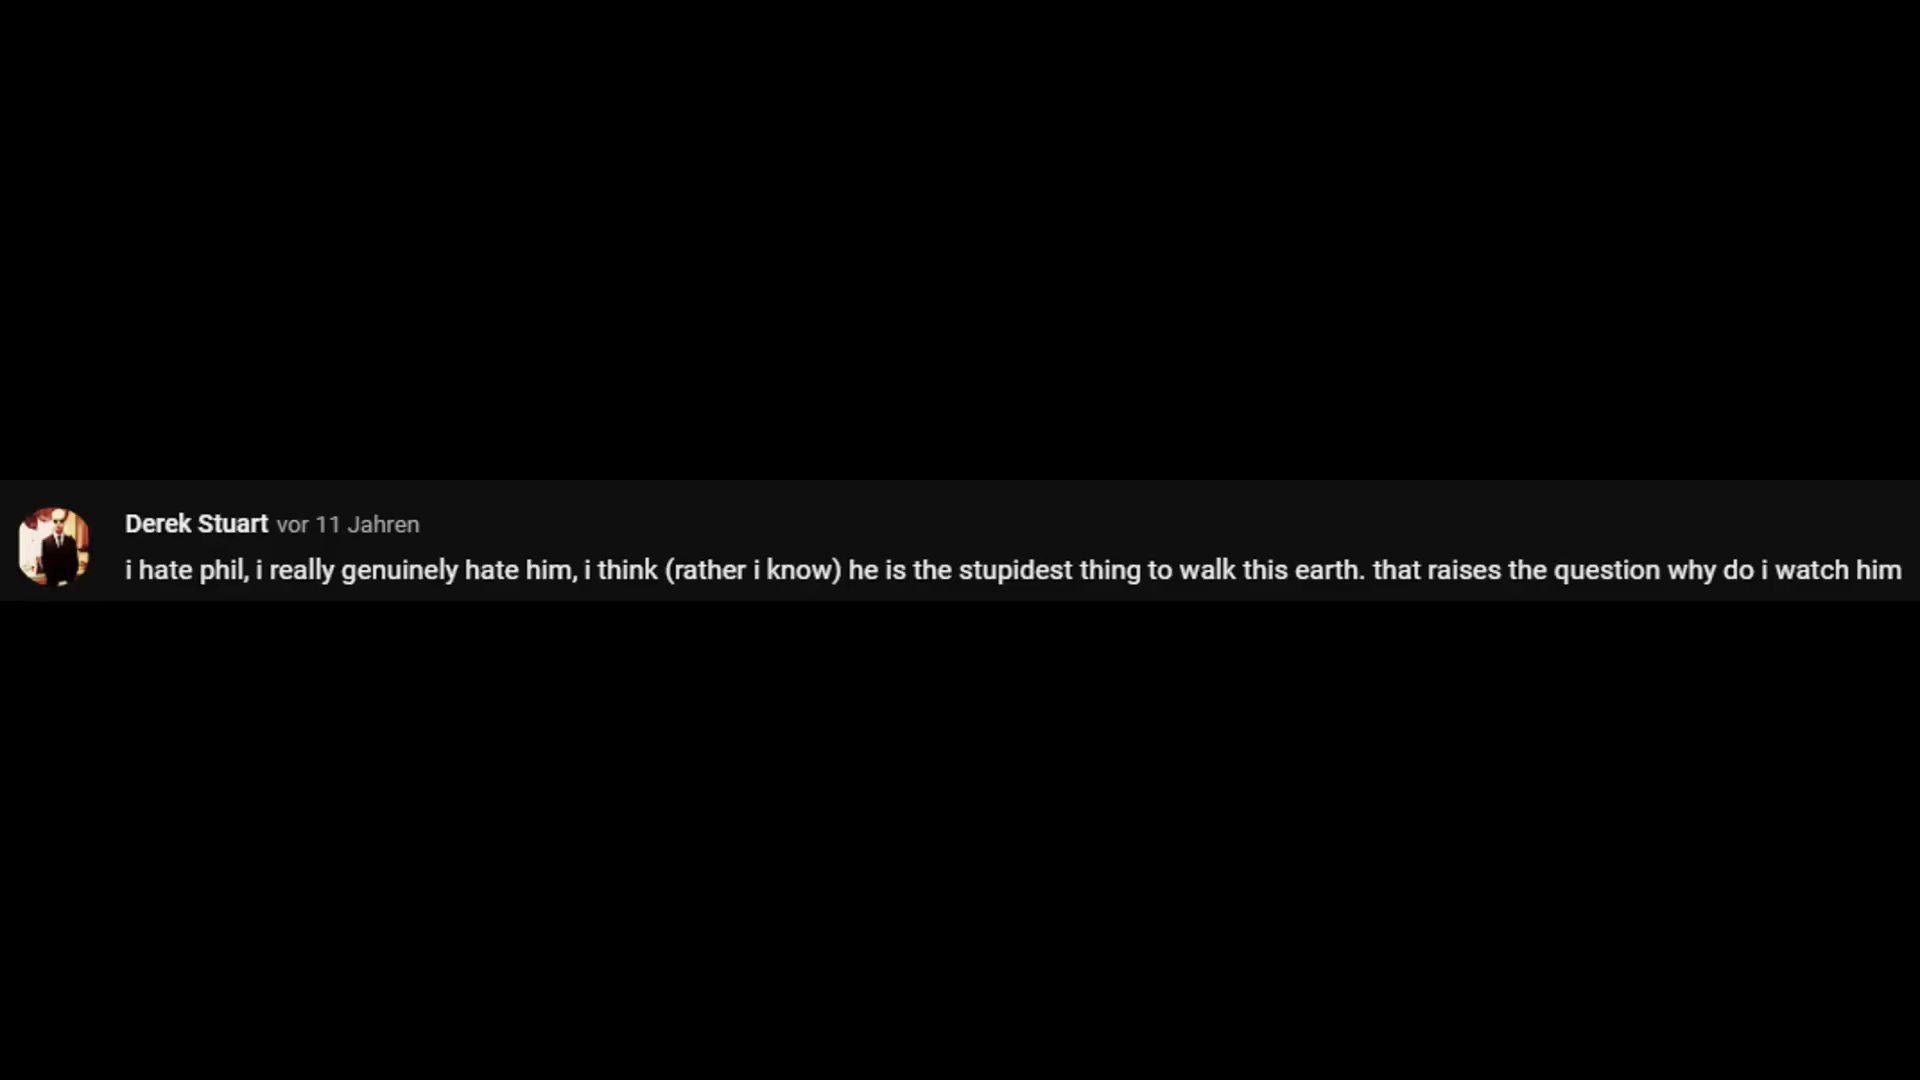 Derek Stuart vor 11 Jahren
i hate phil, i really genuinely hate him, i think (rather i know) he is the stupidest thing to walk this earth. that raises the question why do i watch him